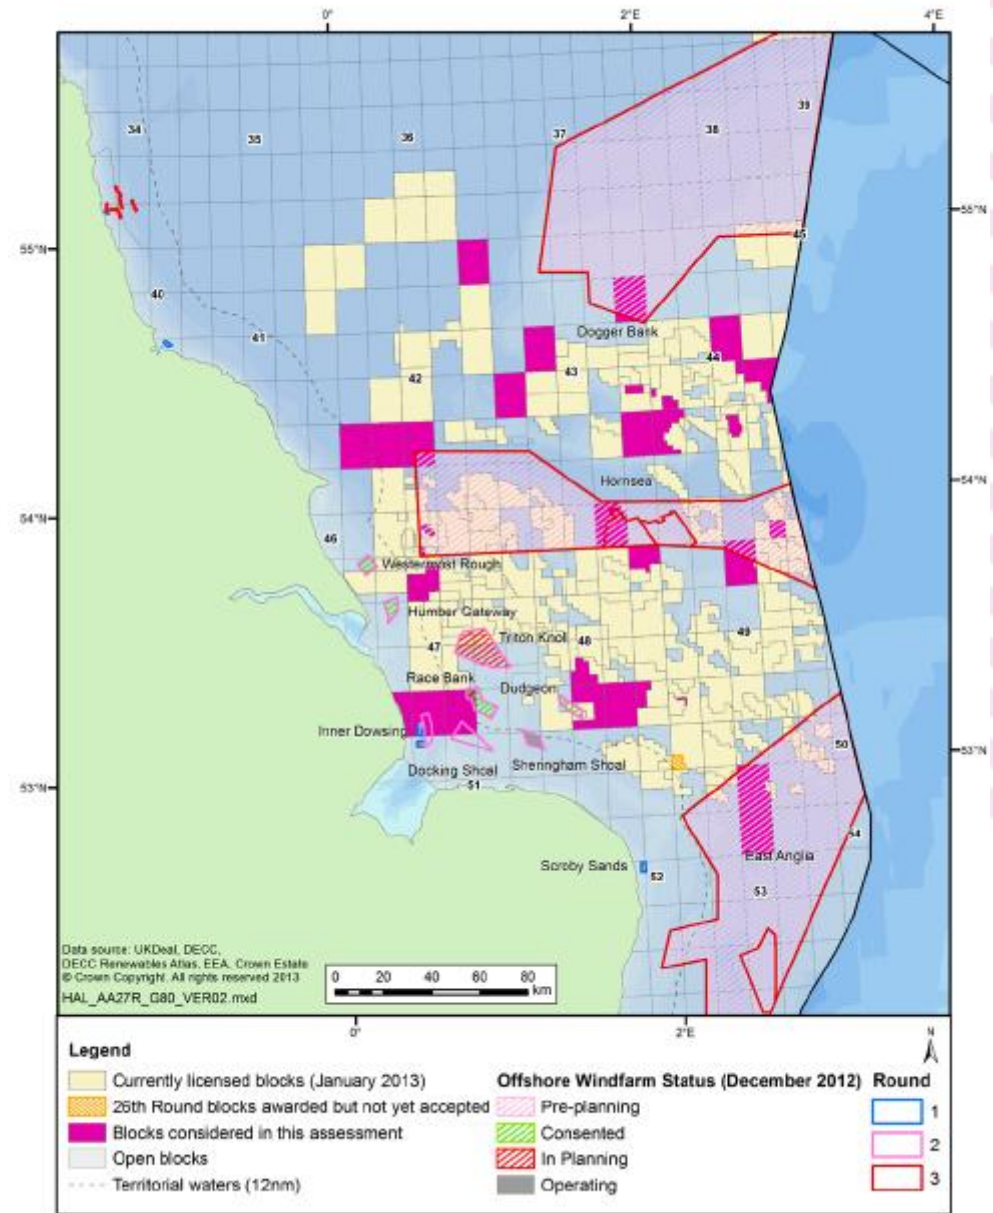 0° 2°E 4°E
39
34 35 36 37 38
55°N 55°N
45
40
41
Dogger Bank
44
42 43
Hornsea
54°N
54°N
46
Westermost Rough
Humber Gateway
47 Triton Knoll 48 49
Race Bank
Dudgeon
Inner Dowsing
50
53°N
Docking Shoal Sheringham Shoal
53°N
51
54
East Anglia
Scroby Sands
52
53
Data source: UKDeal, DECC,
DECC Renewables Atlas, EEA, Crown Estate
© Crown Copyright. All rights reserved 2013
HAL_AA27R_G80_VER02.mxd
0 20 40 60 80
km
0° 2°E N
Legend
Currently licensed blocks (January 2013)
26th Round blocks awarded but not yet accepted
Blocks considered in this assessment
Open blocks
Territorial waters (12nm)
Offshore Windfarm Status (December 2012)
Pre-planning
Consented
In Planning
Operating
Round
1
2
3